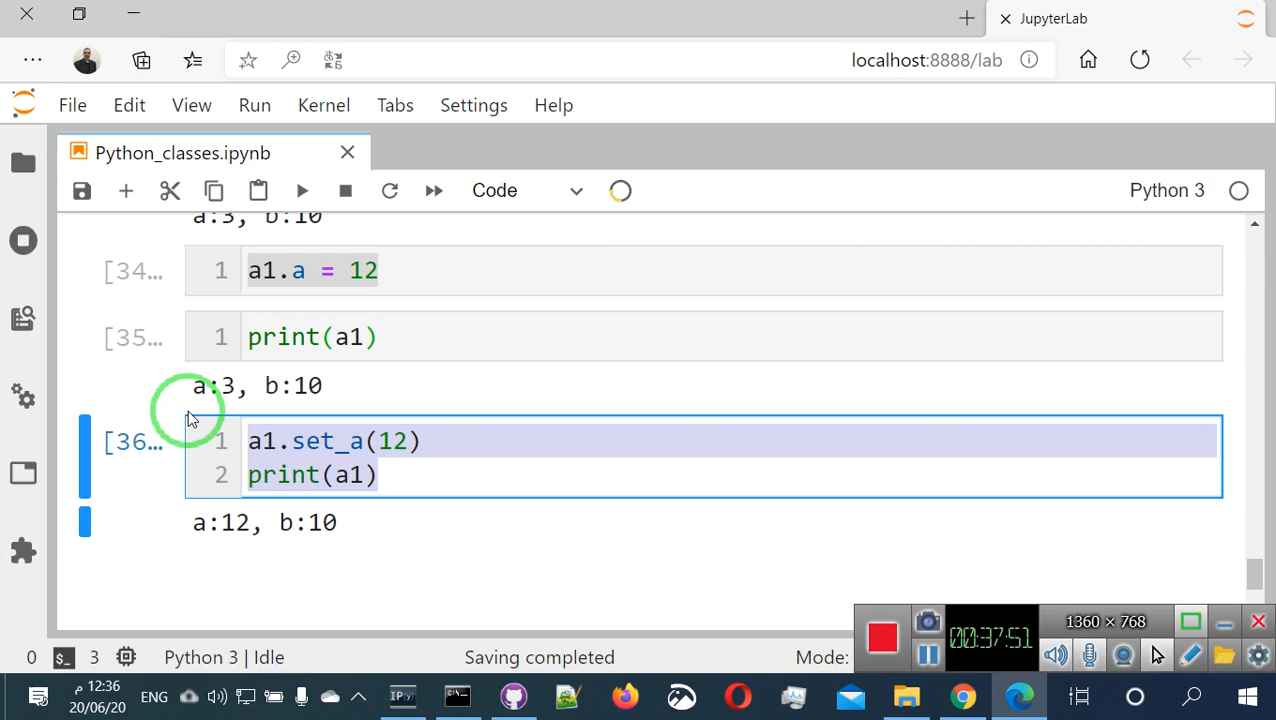 JupyterLab
localhost:8888/lab
File Edit View Run Kernel Tabs Settings Help
Python_classes.ipynb
Code Python 3
a:3, b:10
[34… 1 a1.a = 12
[35… 1 print(a1)
a:3, b:10
[36… 1 a1.set_a(12)
2 print(a1)
a:12, b:10
1360 × 768
00:37:51
0 3 Python 3 | Idle Saving completed Mode:
12:36 م
20/06/20
ENG
IPy